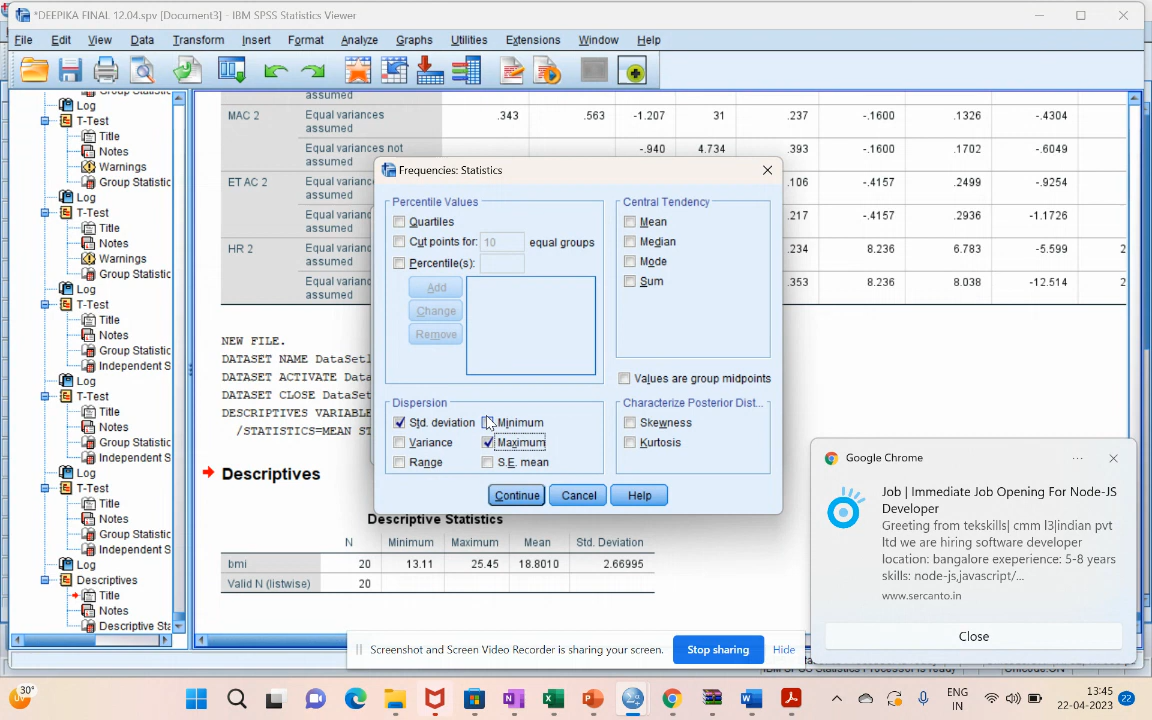 *DEEPIKA FINAL 12.04.spv [Document3] - IBM SPSS Statistics Viewer
File Edit View Data Transform Insert Format Analyze Graphs Utilities Extensions Window Help
Group Statistic
Log
T-Test
Title
Notes
Warnings
Group Statistic
Log
T-Test
Title
Notes
Warnings
Group Statistic
Log
T-Test
Title
Notes
Group Statistic
Independent S
Log
T-Test
Title
Notes
Group Statistic
Independent S
Log
T-Test
Title
Notes
Group Statistic
Independent S
Log
Descriptives
Title
Notes
Descriptive Sta
assumed
MAC 2 Equal variances assumed .343 .563 -1.207 31 .237 -.1600 .1326 -.4304
Equal variances not assumed -.940 4.734 .393 -.1600 .1702 -.6049
ET AC 2 Equal varianc assumed .106 -.4157 .2499 -.9254
Equal varianc assumed .217 -.4157 .2936 -1.1726
HR 2 Equal varianc assumed .234 8.236 6.783 -5.599 2
Equal varianc assumed .353 8.236 8.038 -12.514 2
NEW FILE.
DATASET NAME DataSet1
DATASET ACTIVATE Data
DATASET CLOSE DataSet
DESCRIPTIVES VARIABLE
/STATISTICS=MEAN ST
Descriptives
Descriptive Statistics
N Minimum Maximum Mean Std. Deviation
bmi 20 13.11 25.45 18.8010 2.66995
Valid N (listwise) 20
Frequencies: Statistics
Percentile Values
Quartiles
Cut points for: 10 equal groups
Percentile(s):
Add
Change
Remove
Central Tendency
Mean
Median
Mode
Sum
Values are group midpoints
Dispersion
Std. deviation Minimum
Variance Maximum
Range S.E. mean
Characterize Posterior Dist...
Skewness
Kurtosis
Continue Cancel Help
Google Chrome
Job | Immediate Job Opening For Node-JS
Developer
Greeting from tekskills| cmm l3|indian pvt
ltd we are hiring software developer
location: bangalore exeperience: 5-8 years
skills: node-js,javascript/...
www.sercanto.in
Close
Screenshot and Screen Video Recorder is sharing your screen. Stop sharing Hide
30°
ENG
IN
13:45
22-04-2023
22